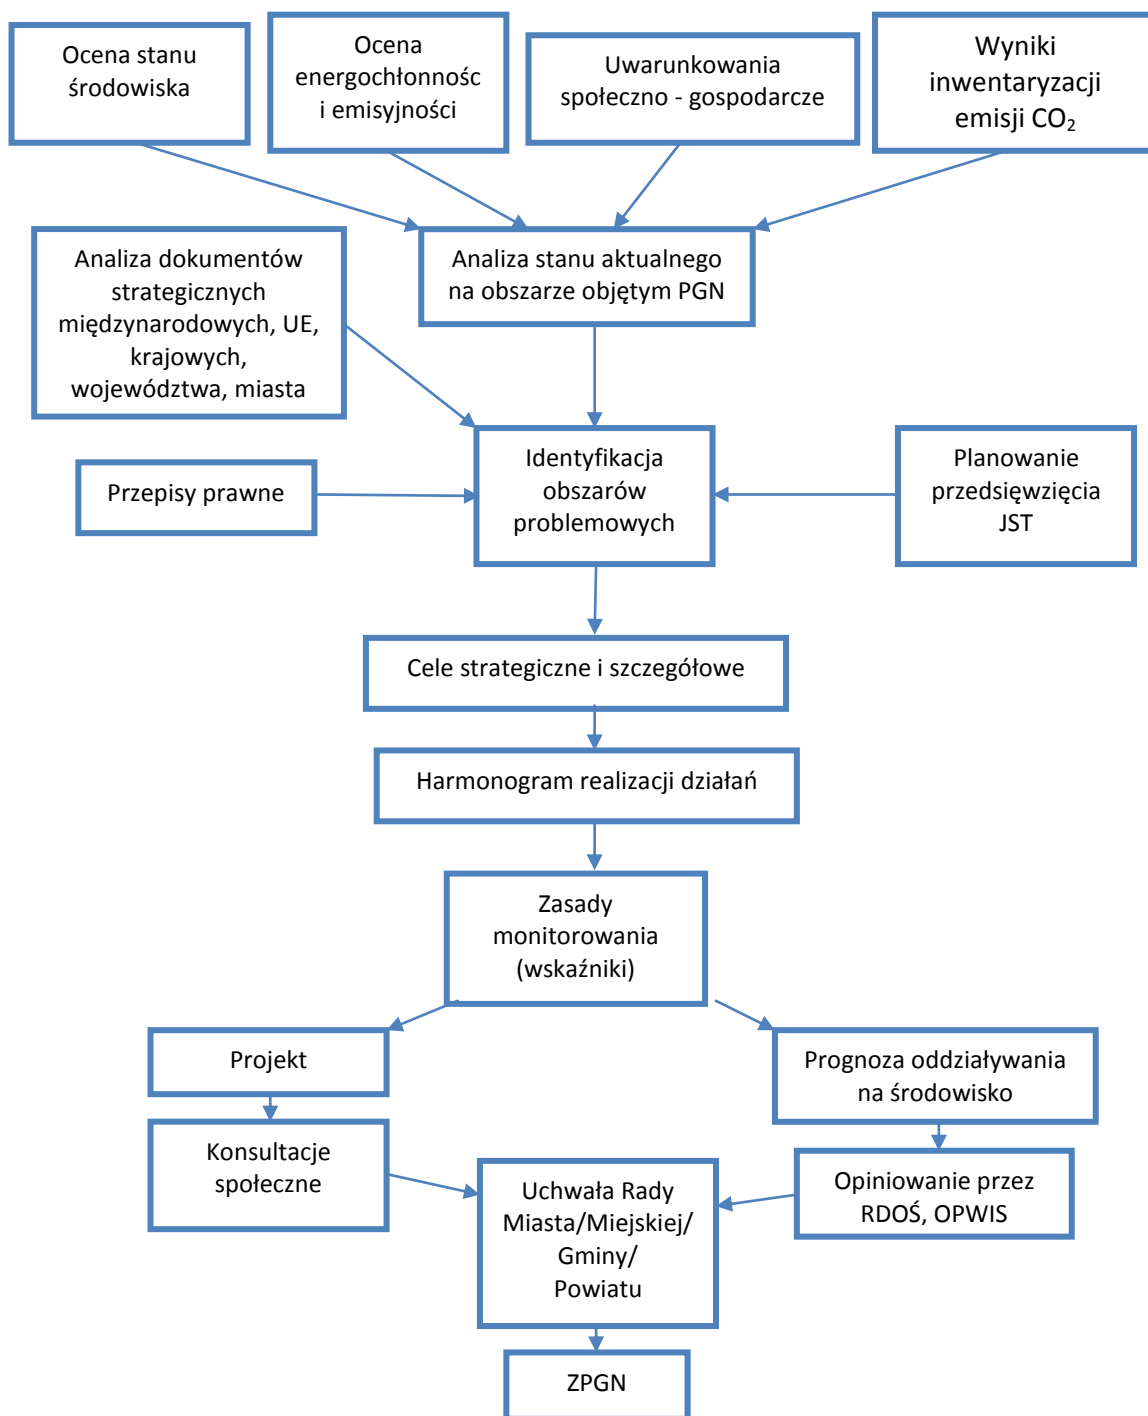 Ocena stanu
środowiska
Ocena
energochłonnośc
i emisyjności
Uwarunkowania
społeczno - gospodarcze
Wyniki
inwentaryzacji
emisji CO₂
Analiza dokumentów
strategicznych
międzynarodowych, UE,
krajowych,
województwa, miasta
Analiza stanu aktualnego
na obszarze objętym PGN
Przepisy prawne
Identyfikacja
obszarów
problemowych
Planowanie
przedsięwzięcia
JST
Cele strategiczne i szczegółowe
Harmonogram realizacji działań
Zasady
monitorowania
(wskaźniki)
Projekt
Prognoza oddziaływania
na środowisko
Konsultacje
społeczne
Uchwała Rady
Miasta/Miejskiej/
Gminy/
Powiatu
Opiniowanie przez
RDOŚ, OPWIS
ZPGN